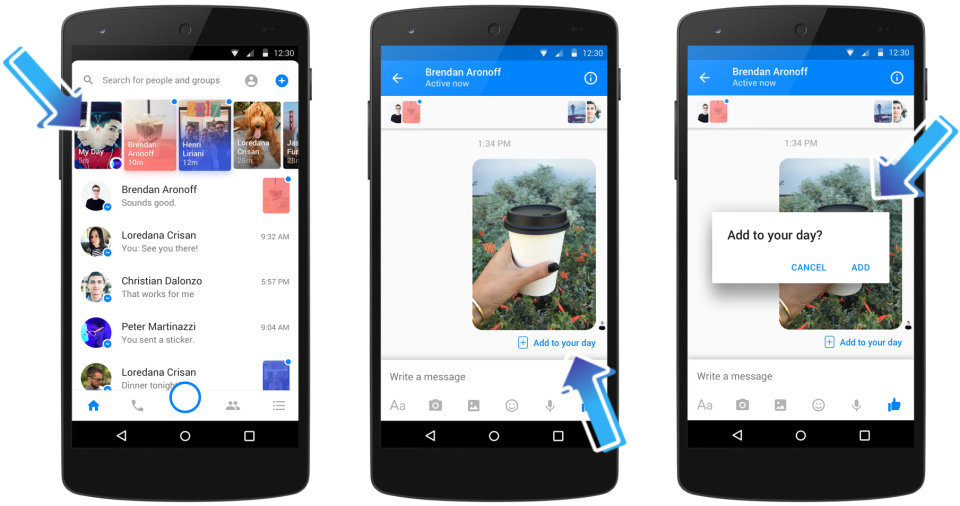 12:30
Search for people and groups
My Day
5m
Brendan
Aronoff
10m
Henri
Liriani
12m
Loredana
Crisan
26m
Brendan Aronoff
Sounds good.
Loredana Crisan
9:32 AM
You: See you there!
Christian Dalonzo
5:57 PM
That works for me
Peter Martinazzi
9:04 AM
You sent a sticker.
Loredana Crisan
Dinner tonight
12:30
Brendan Aronoff
Active now
1:34 PM
Add to your day
Write a message
Aa
12:30
Brendan Aronoff
Active now
1:34 PM
Add to your day?
CANCEL
ADD
Add to your day
Write a message
Aa